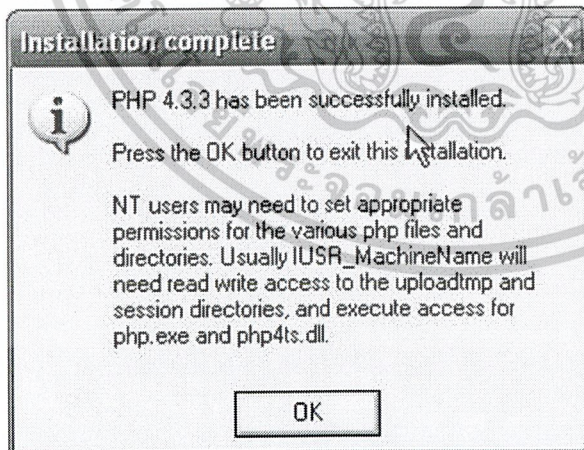 Installation complete
PHP 4.3.3 has been successfully installed.
Press the OK button to exit this Installation.
NT users may need to set appropriate
permissions for the various php files and
directories. Usually IUSR_MachineName will
need read write access to the uploadtmp and
session directories, and execute access for
php.exe and php4ts.dll.
OK